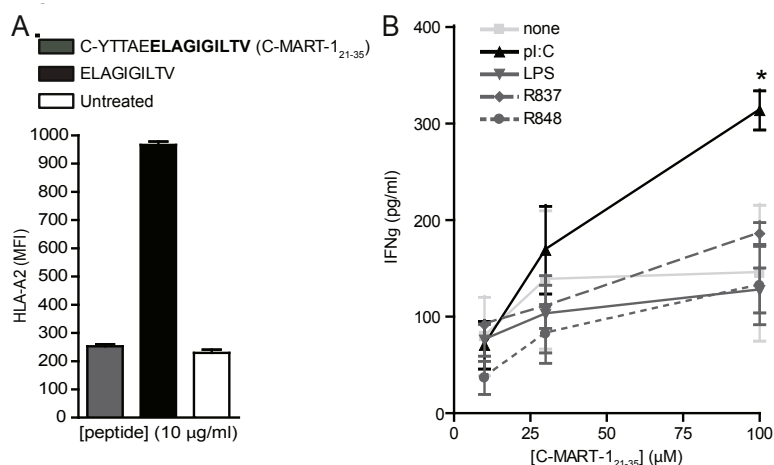 A
C-YTTAEELAGIGILTV (C-MART-1₂₁₋₃₅)
ELAGIGILTV
Untreated
1000
900
800
700
600
500
400
300
200
100
0
HLA-A2 (MFI)
[peptide] (10 µg/ml)
B
none
pI:C
LPS
R837
R848
*
400
300
200
100
0
IFNg (pg/ml)
0 25 50 75 100
[C-MART-1₂₁₋₃₅] (µM)